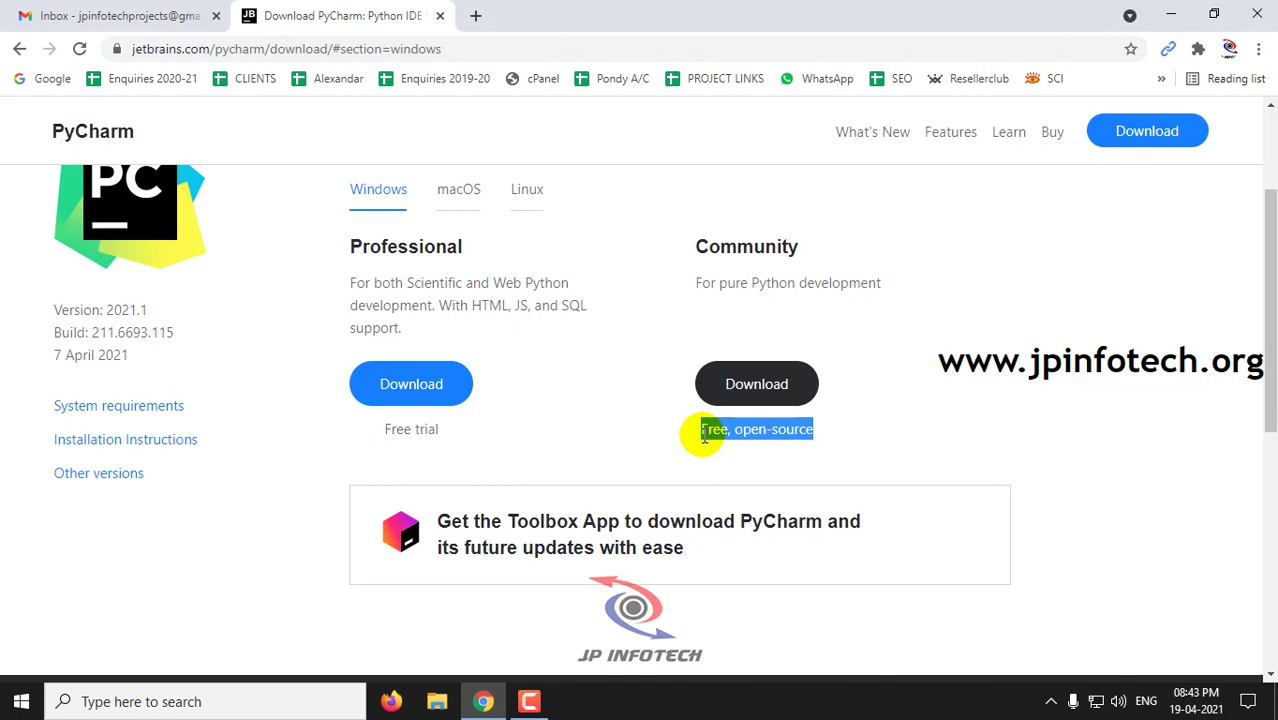 Inbox - jpinfotechprojects@gma
Download PyCharm: Python IDE
jetbrains.com/pycharm/download/#section=windows
Google
Enquiries 2020-21
CLIENTS
Alexandar
Enquiries 2019-20
cPanel
Pondy A/C
PROJECT LINKS
WhatsApp
SEO
Resellerclub
SCI
»
Reading list
PyCharm
What's New
Features
Learn
Buy
Download
PC
Windows
macOS
Linux
Professional
For both Scientific and Web Python
development. With HTML, JS, and SQL
support.
Download
Free trial
Community
For pure Python development
Download
Free, open-source
Version: 2021.1
Build: 211.6693.115
7 April 2021
System requirements
Installation Instructions
Other versions
www.jpinfotech.org
Get the Toolbox App to download PyCharm and
its future updates with ease
JP INFOTECH
Type here to search
ENG
08:43 PM
19-04-2021